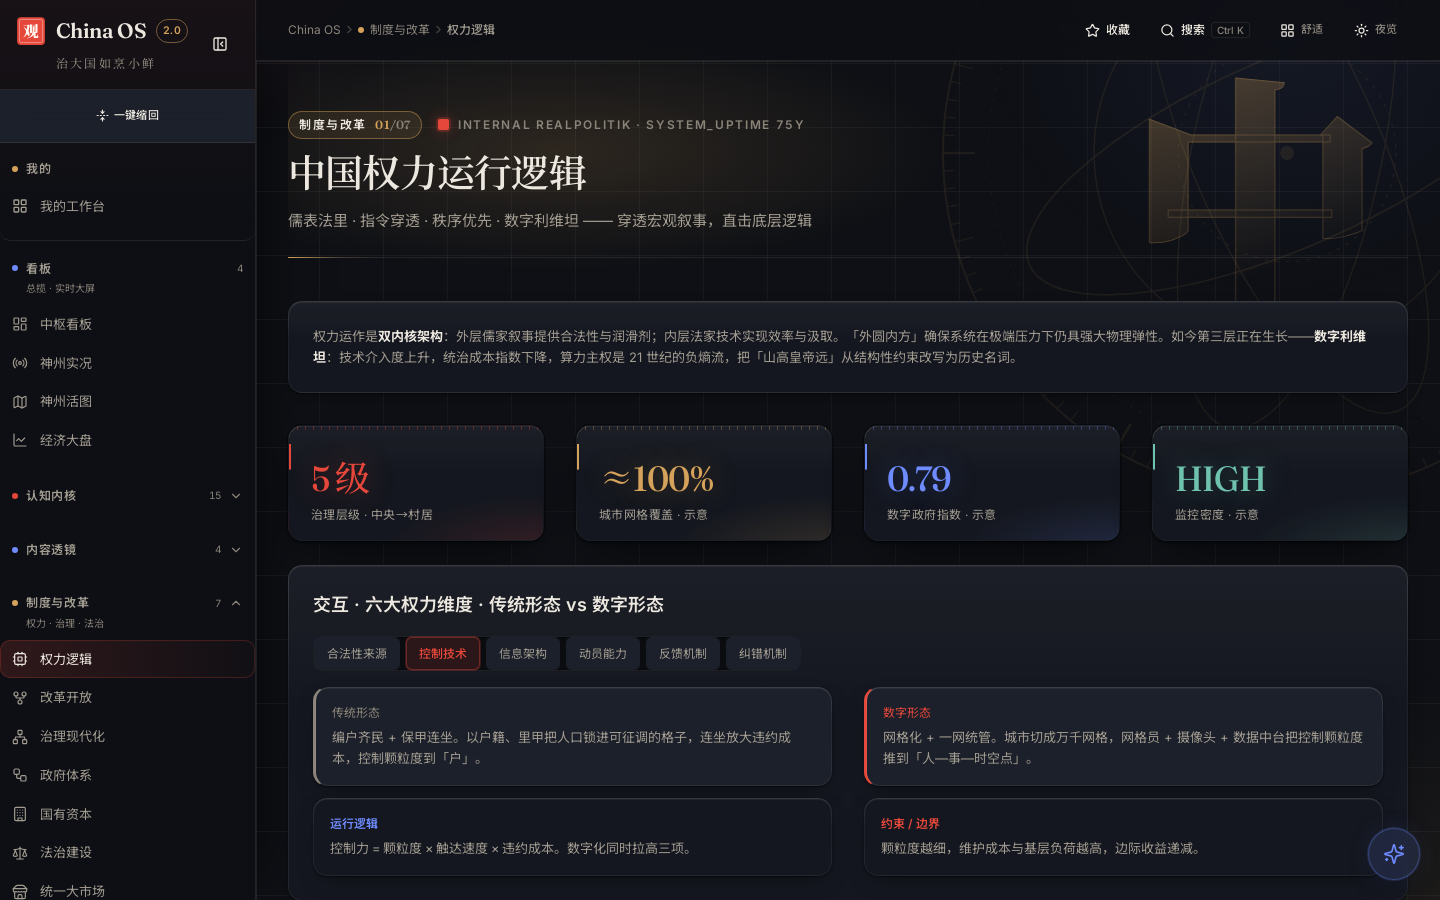 观 China OS 2.0
治大国如烹小鲜
一键缩回
我的
我的工作台
看板 4
总揽 · 实时大屏
中枢看板
神州实况
神州活图
经济大盘
认知内核 15
内容透镜 4
制度与改革 7
权力 · 治理 · 法治
权力逻辑
改革开放
治理现代化
政府体系
国有资本
法治建设
统一大市场
China OS > 制度与改革 > 权力逻辑
收藏 搜索 Ctrl K 舒适 夜览
制度与改革 01/07 INTERNAL REALPOLITIK · SYSTEM_UPTIME 75Y
中国权力运行逻辑
儒表法里 · 指令穿透 · 秩序优先 · 数字利维坦 —— 穿透宏观叙事，直击底层逻辑
权力运作是双内核架构：外层儒家叙事提供合法性与润滑剂；内层法家技术实现效率与汲取。「外圆内方」确保系统在极端压力下仍具强大物理弹性。如今第三层正在生长——数字利维
坦：技术介入度上升，统治成本指数下降，算力主权是 21 世纪的负熵流，把「山高皇帝远」从结构性约束改写为历史名词。
5 级
治理层级 · 中央→村居
≈100%
城市网格覆盖 · 示意
0.79
数字政府指数 · 示意
HIGH
监控密度 · 示意
交互 · 六大权力维度 · 传统形态 vs 数字形态
合法性来源 控制技术 信息架构 动员能力 反馈机制 纠错机制
传统形态
编户齐民 + 保甲连坐。以户籍、里甲把人口锁进可征调的格子，连坐放大违约成
本，控制颗粒度到「户」。
数字形态
网格化 + 一网统管。城市切成万千网格，网格员 + 摄像头 + 数据中台把控制颗粒度
推到「人—事—时空点」。
运行逻辑
控制力 = 颗粒度 × 触达速度 × 违约成本。数字化同时拉高三项。
约束 / 边界
颗粒度越细，维护成本与基层负荷越高，边际收益递减。